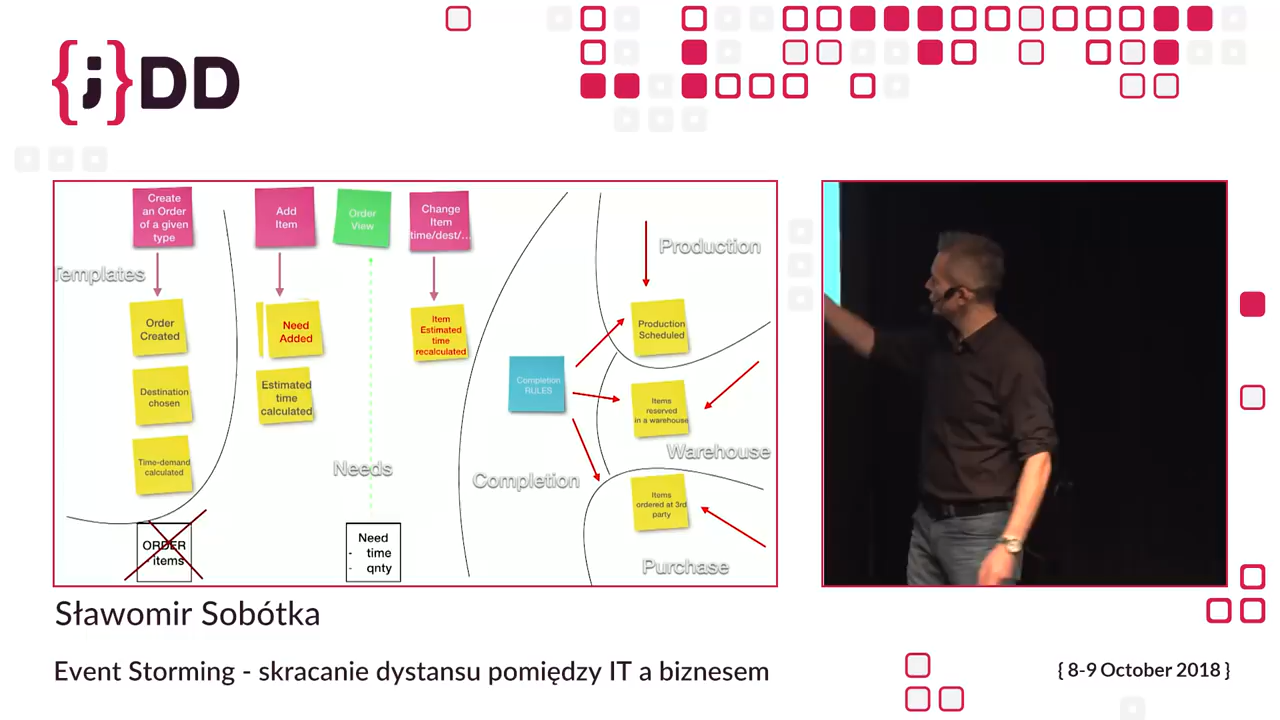 {j}DD
Create
an Order
of a given
type
Add
Item
Order
View
Change
Item
time/dest/...
Templates
Production
Order
Created
Need
Added
Item
Estimated
time
recalculated
Production
Scheduled
Destination
chosen
Estimated
time
calculated
Completion
RULES
Items
reserved
in a warehouse
Time-demand
calculated
Needs
Completion
Warehouse
Items
ordered at 3rd
party
ORDER
- items
Need
- time
- qnty
Purchase
Sławomir Sobótka
Event Storming - skracanie dystansu pomiędzy IT a biznesem
{ 8-9 October 2018 }